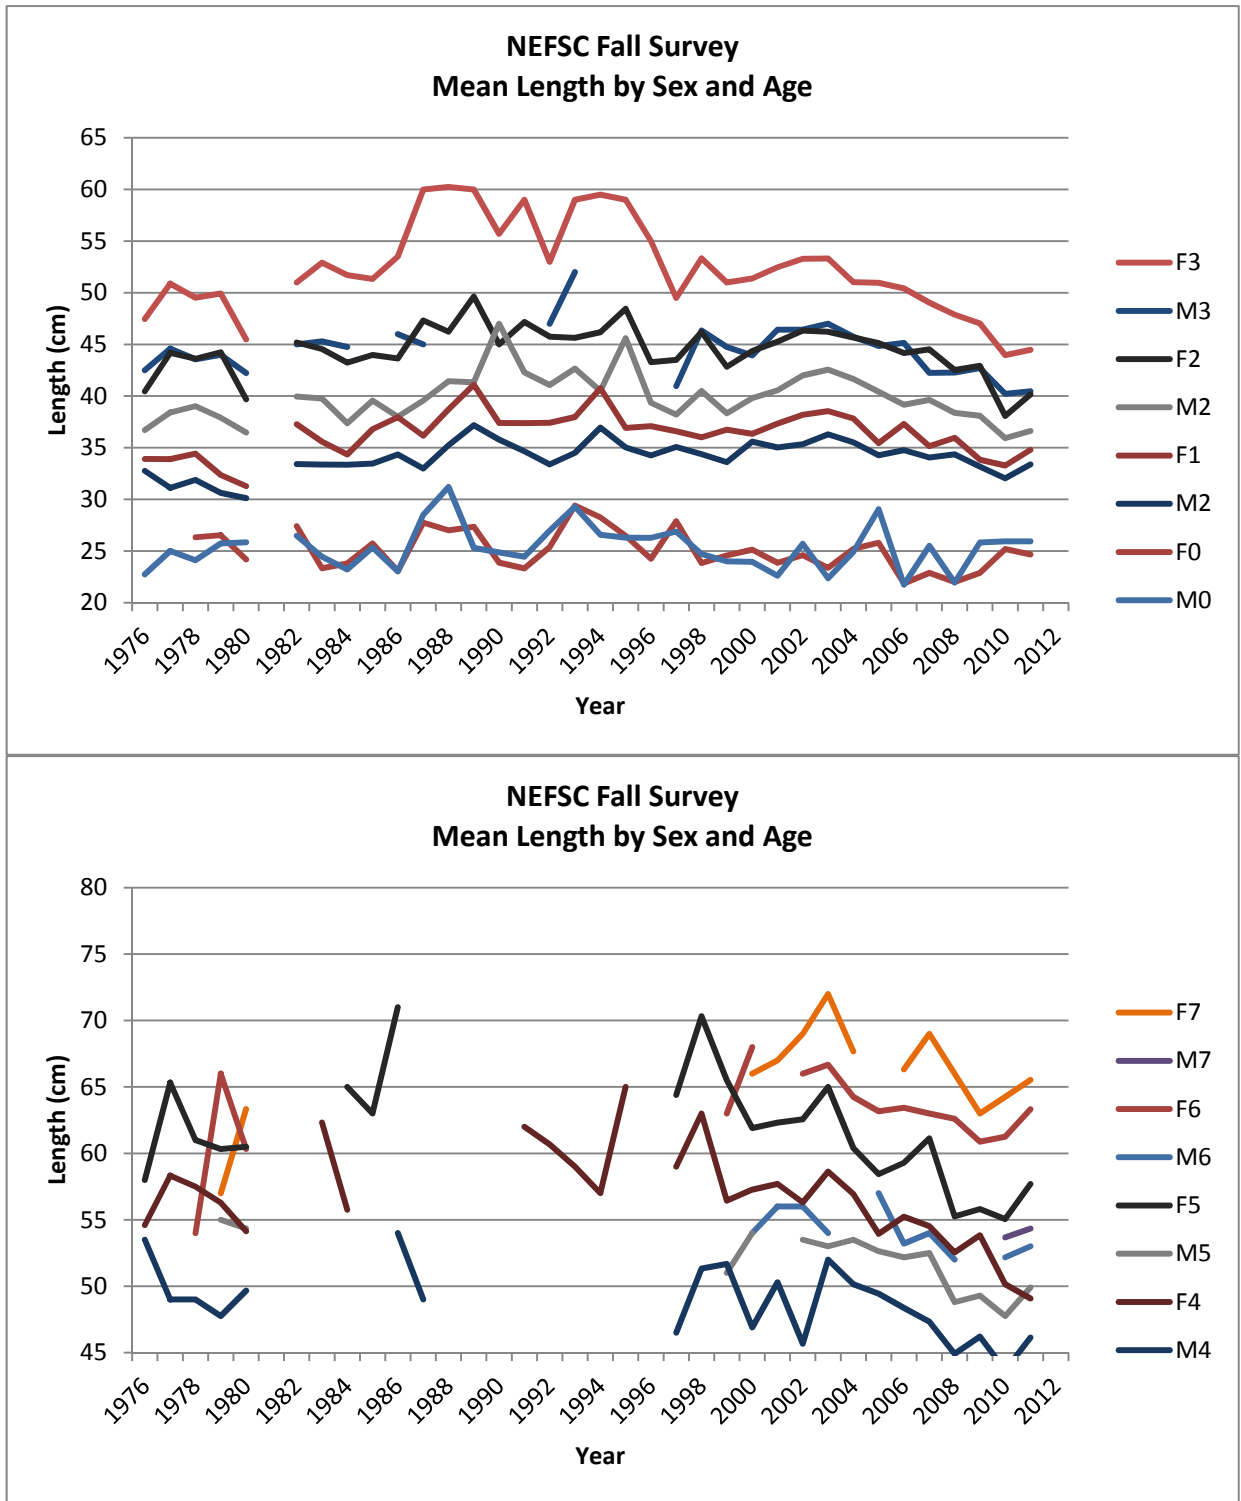 NEFSC Fall Survey
Mean Length by Sex and Age
65
60
55
50
45
40
35
30
25
20
Length (cm)
1976 1978 1980 1982 1984 1986 1988 1990 1992 1994 1996 1998 2000 2002 2004 2006 2008 2010 2012
Year
F3
M3
F2
M2
F1
M2
F0
M0
NEFSC Fall Survey
Mean Length by Sex and Age
80
75
70
65
60
55
50
45
Length (cm)
1976 1978 1980 1982 1984 1986 1988 1990 1992 1994 1996 1998 2000 2002 2004 2006 2008 2010 2012
Year
F7
M7
F6
M6
F5
M5
F4
M4